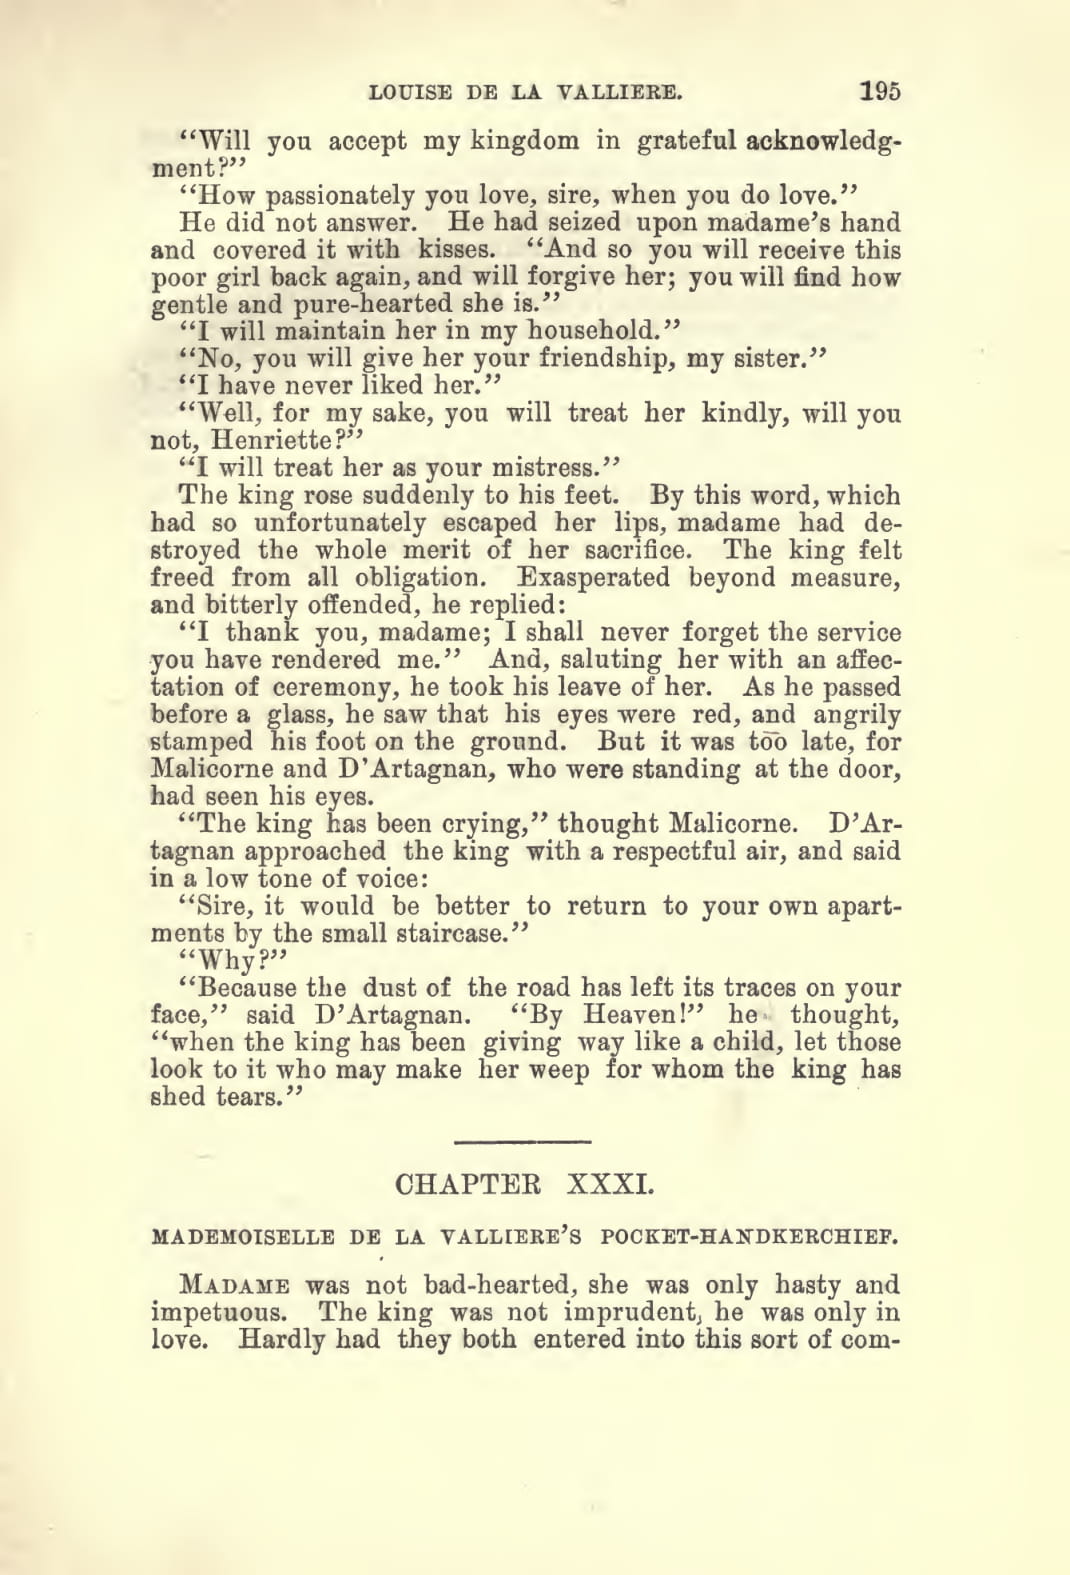 LOUISE DE LA VALLIERE. 195
“Will you accept my kingdom in grateful acknowledg-
ment?”
“How passionately you love, sire, when you do love.”
He did not answer. He had seized upon madame’s hand
and covered it with kisses. “And so you will receive this
poor girl back again, and will forgive her; you will find how
gentle and pure-hearted she is.”
“I will maintain her in my household.”
“No, you will give her your friendship, my sister.”
“I have never liked her.”
“Well, for my sake, you will treat her kindly, will you
not, Henriette?”
“I will treat her as your mistress.”
The king rose suddenly to his feet. By this word, which
had so unfortunately escaped her lips, madame had de-
stroyed the whole merit of her sacrifice. The king felt
freed from all obligation. Exasperated beyond measure,
and bitterly offended, he replied:
“I thank you, madame; I shall never forget the service
you have rendered me.” And, saluting her with an affec-
tation of ceremony, he took his leave of her. As he passed
before a glass, he saw that his eyes were red, and angrily
stamped his foot on the ground. But it was too late, for
Malicorne and D’Artagnan, who were standing at the door,
had seen his eyes.
“The king has been crying,” thought Malicorne. D’Ar-
tagnan approached the king with a respectful air, and said
in a low tone of voice:
“Sire, it would be better to return to your own apart-
ments by the small staircase.”
“Why?”
“Because the dust of the road has left its traces on your
face,” said D’Artagnan. “By Heaven!” he thought,
“when the king has been giving way like a child, let those
look to it who may make her weep for whom the king has
shed tears.”
CHAPTER XXXI.
MADEMOISELLE DE LA VALLIERE’S POCKET-HANDKERCHIEF.
MADAME was not bad-hearted, she was only hasty and
impetuous. The king was not imprudent, he was only in
love. Hardly had they both entered into this sort of com-